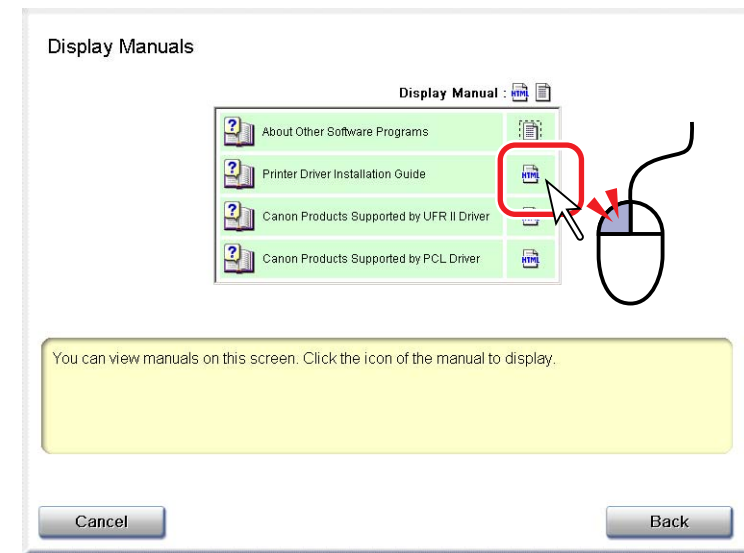 Display Manuals
Display Manual : HTML
About Other Software Programs
Printer Driver Installation Guide HTML
Canon Products Supported by UFR II Driver
Canon Products Supported by PCL Driver HTML
You can view manuals on this screen. Click the icon of the manual to display.
Cancel Back